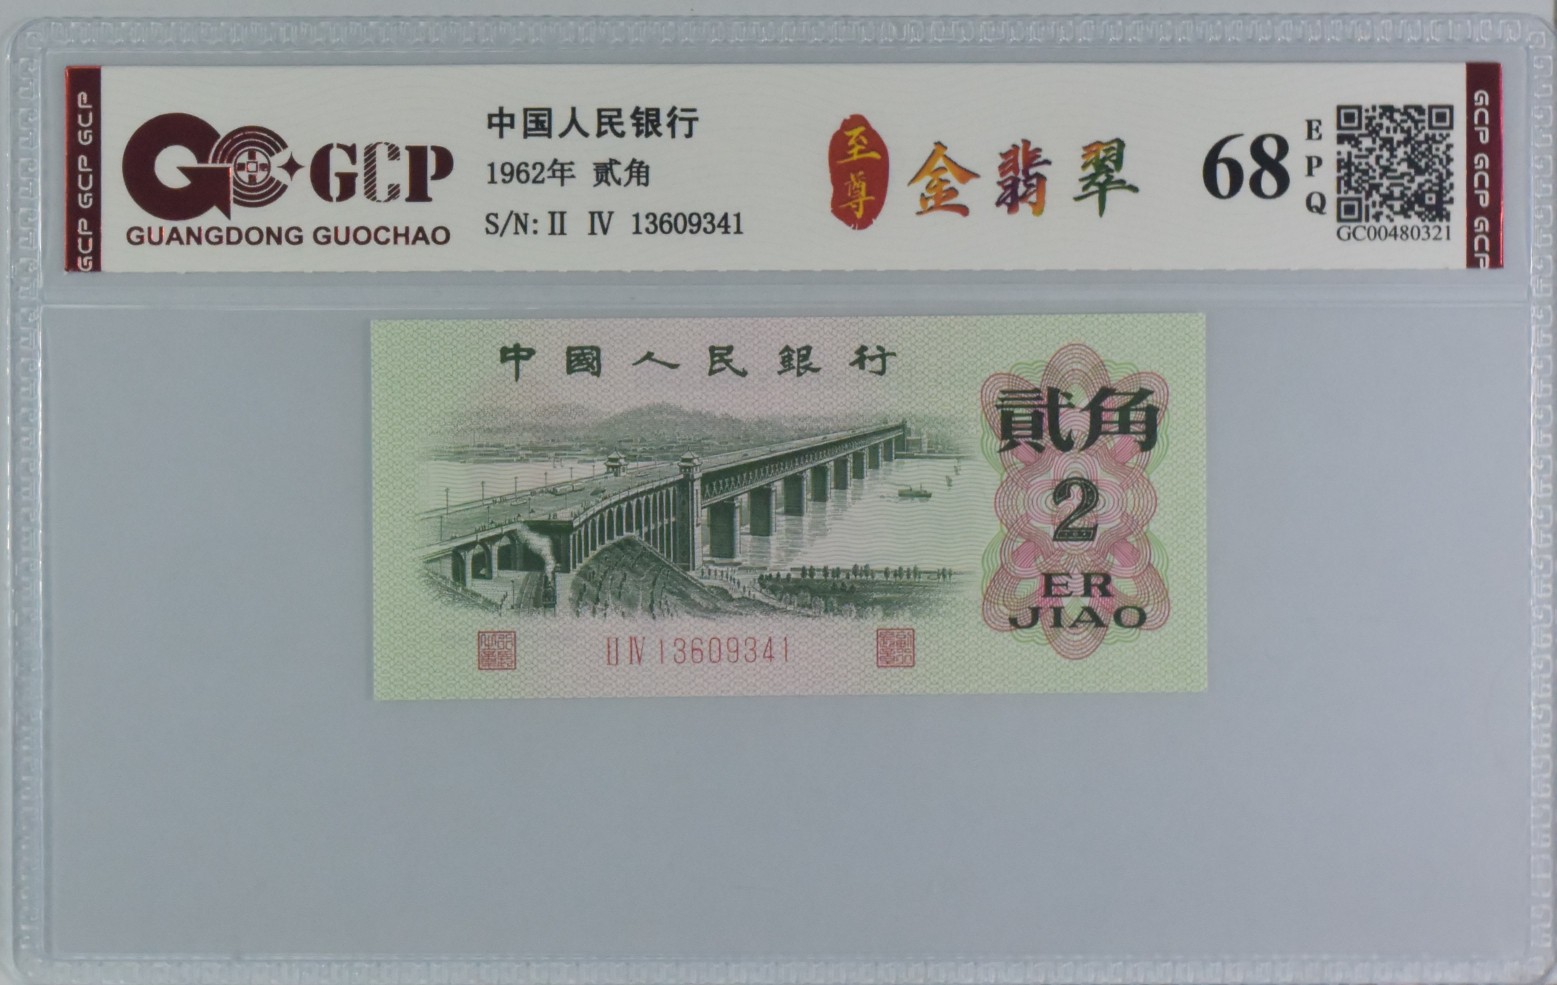 GCP GCP GCP
GCP
GUANGDONG GUOCHAO
中国人民银行
1962年 贰角
S/N: II IV 13609341
至尊
金翡翠
68
EPQ
GC00480321
GCP GCP GCP
中國人民銀行
貳角
2
ER
JIAO
II IV 13609341